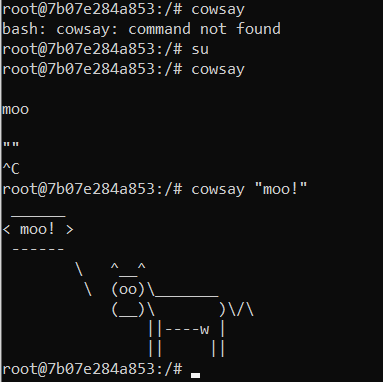 root@7b07e284a853:/# cowsay
bash: cowsay: command not found
root@7b07e284a853:/# su
root@7b07e284a853:/# cowsay

moo

""
^C
root@7b07e284a853:/# cowsay "moo!"
 ______
< moo! >
 ------
        \   ^__^
         \  (oo)\_______
            (__)\       )\/\
                ||----w |
                ||     ||
root@7b07e284a853:/#